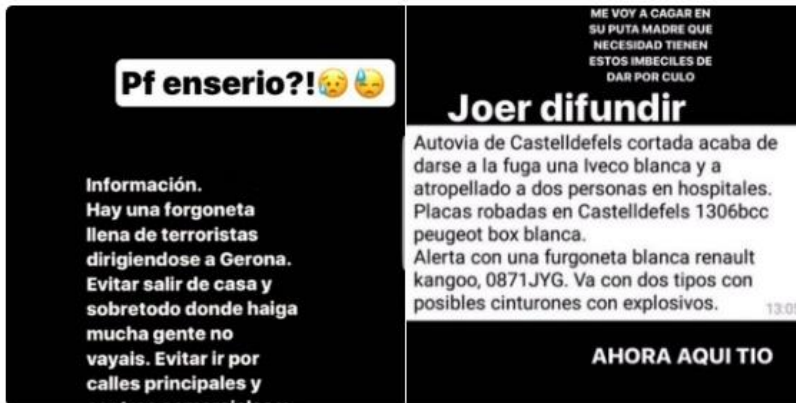 Pf enserio?!😥😓
Información.
Hay una forgoneta
llena de terroristas
dirigiendose a Gerona.
Evitar salir de casa y
sobretodo donde haiga
mucha gente no
vayais. Evitar ir por
calles principales y
ME VOY A CAGAR EN
SU PUTA MADRE QUE
NECESIDAD TIENEN
ESTOS IMBECILES DE
DAR POR CULO
Joer difundir
Autovia de Castelldefels cortada acaba de
darse a la fuga una Iveco blanca y a
atropellado a dos personas en hospitales.
Placas robadas en Castelldefels 1306bcc
peugeot box blanca.
Alerta con una furgoneta blanca renault
kangoo, 0871JYG. Va con dos tipos con
posibles cinturones con explosivos.
AHORA AQUI TIO